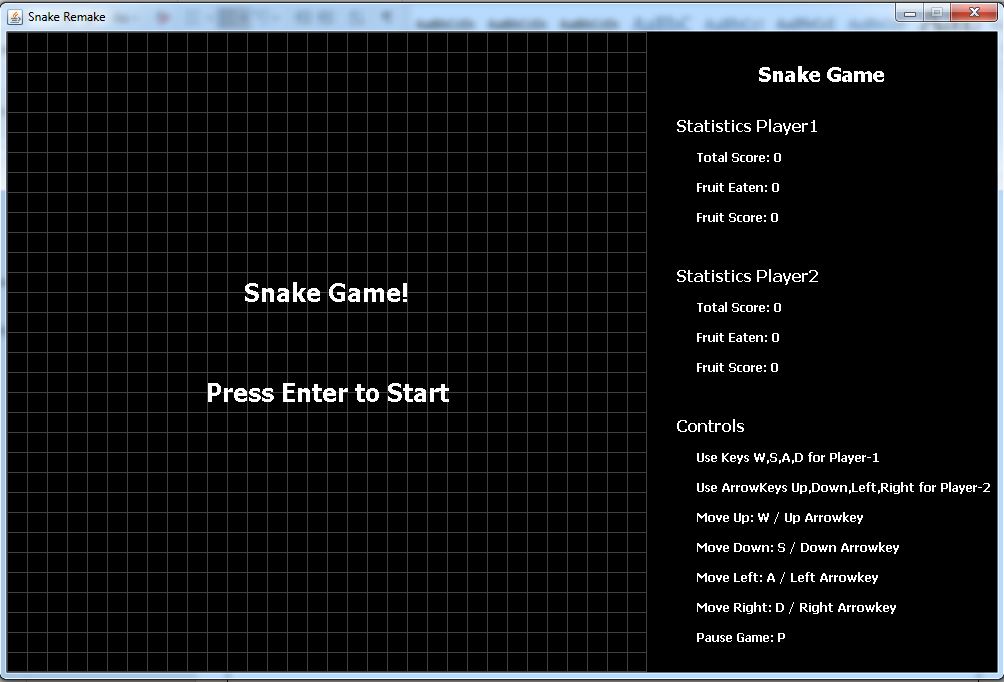 Snake Remake
Snake Game!
Press Enter to Start
Snake Game
Statistics Player1
Total Score: 0
Fruit Eaten: 0
Fruit Score: 0
Statistics Player2
Total Score: 0
Fruit Eaten: 0
Fruit Score: 0
Controls
Use Keys W,S,A,D for Player-1
Use ArrowKeys Up,Down,Left,Right for Player-2
Move Up: W / Up Arrowkey
Move Down: S / Down Arrowkey
Move Left: A / Left Arrowkey
Move Right: D / Right Arrowkey
Pause Game: P